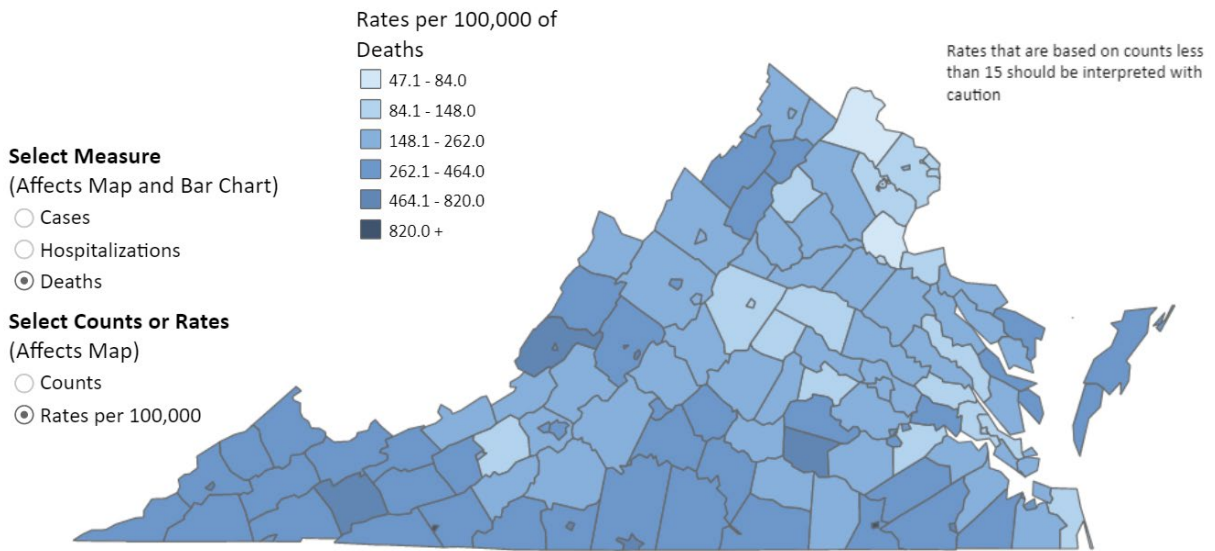 Rates per 100,000 of
Deaths
47.1 - 84.0
84.1 - 148.0
148.1 - 262.0
262.1 - 464.0
464.1 - 820.0
820.0 +
Rates that are based on counts less
than 15 should be interpreted with
caution
Select Measure
(Affects Map and Bar Chart)
Cases
Hospitalizations
Deaths
Select Counts or Rates
(Affects Map)
Counts
Rates per 100,000